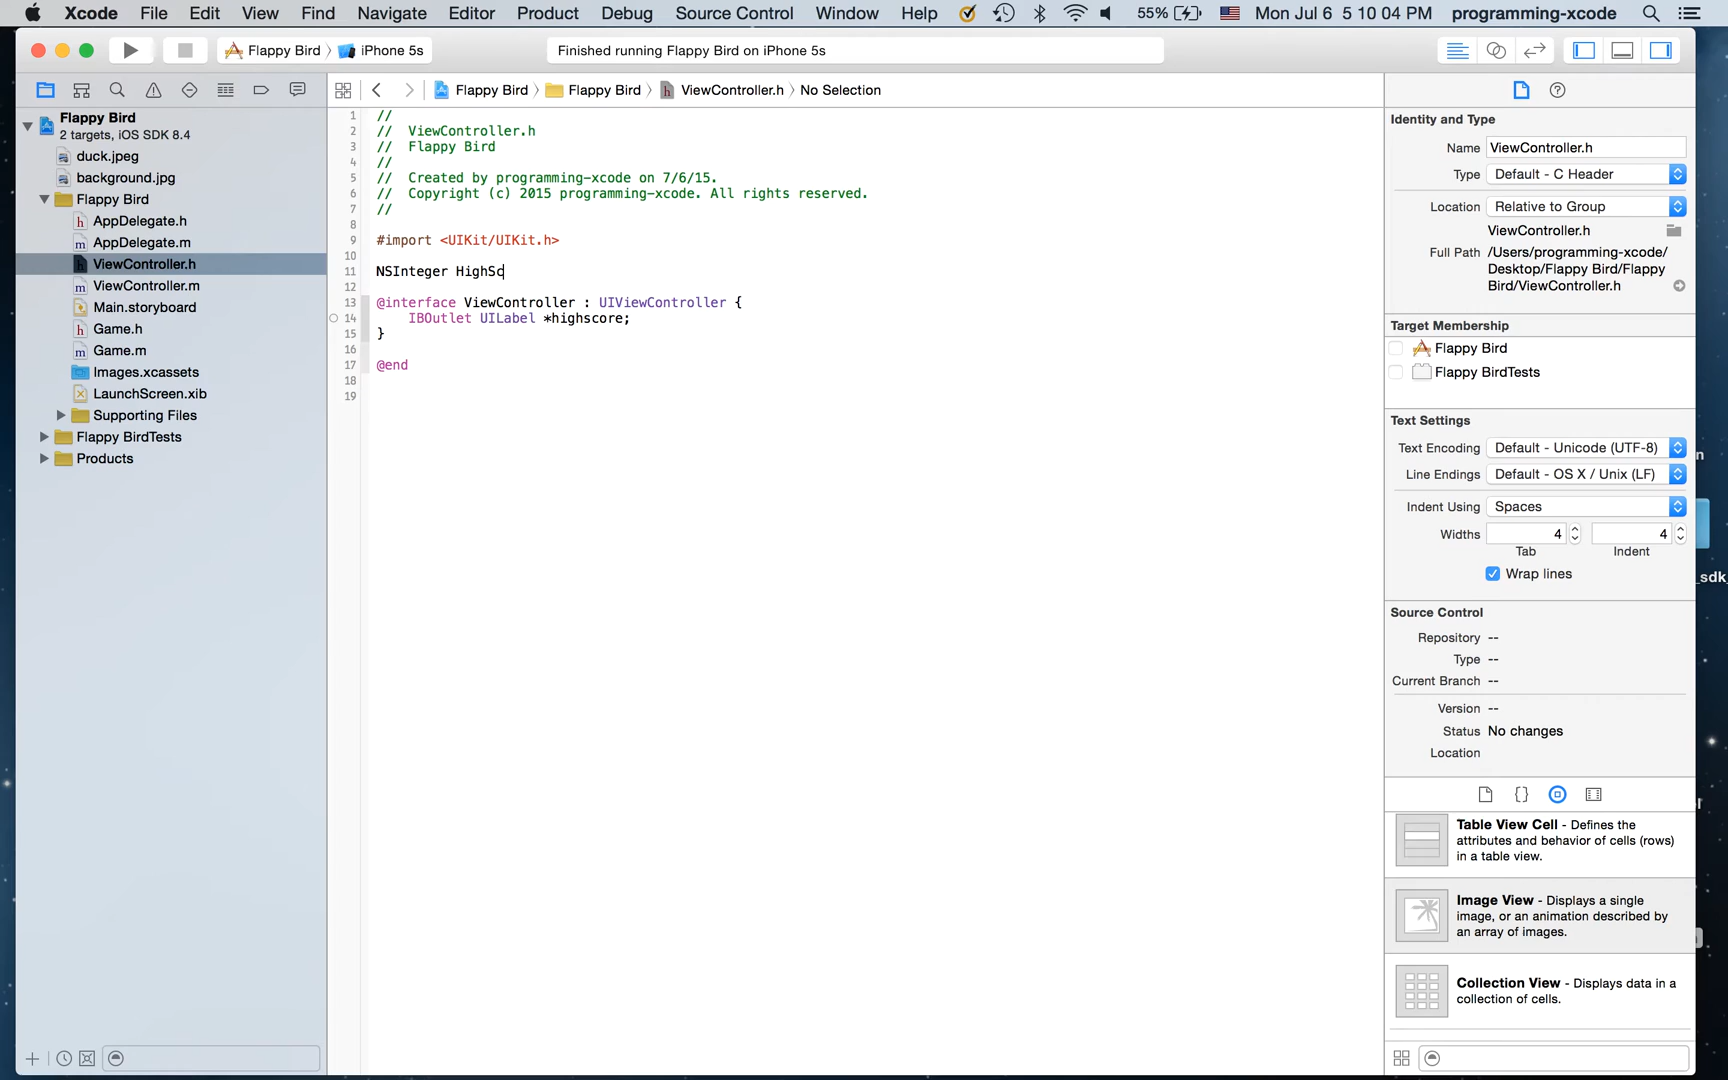 Xcode File Edit View Find Navigate Editor Product Debug Source Control Window Help 55% Mon Jul 6 5 10 04 PM programming-xcode
Flappy Bird iPhone 5s
Finished running Flappy Bird on iPhone 5s
Flappy Bird
2 targets, iOS SDK 8.4
duck.jpeg
background.jpg
Flappy Bird
AppDelegate.h
AppDelegate.m
ViewController.h
ViewController.m
Main.storyboard
Game.h
Game.m
Images.xcassets
LaunchScreen.xib
Supporting Files
Flappy BirdTests
Products
Flappy Bird Flappy Bird ViewController.h No Selection
1 //
2 // ViewController.h
3 // Flappy Bird
4 //
5 // Created by programming-xcode on 7/6/15.
6 // Copyright (c) 2015 programming-xcode. All rights reserved.
7 //
8
9 #import <UIKit/UIKit.h>
10
11 NSInteger HighSc
12
13 @interface ViewController : UIViewController {
14 IBOutlet UILabel *highscore;
15 }
16
17 @end
18
19
Identity and Type
Name ViewController.h
Type Default - C Header
Location Relative to Group
ViewController.h
Full Path /Users/programming-xcode/
Desktop/Flappy Bird/Flappy
Bird/ViewController.h
Target Membership
Flappy Bird
Flappy BirdTests
Text Settings
Text Encoding Default - Unicode (UTF-8)
Line Endings Default - OS X / Unix (LF)
Indent Using Spaces
Widths 4 4
Tab Indent
Wrap lines
Source Control
Repository --
Type --
Current Branch --
Version --
Status No changes
Location
Table View Cell - Defines the
attributes and behavior of cells (rows)
in a table view.
Image View - Displays a single
image, or an animation described by
an array of images.
Collection View - Displays data in a
collection of cells.
_sdk_